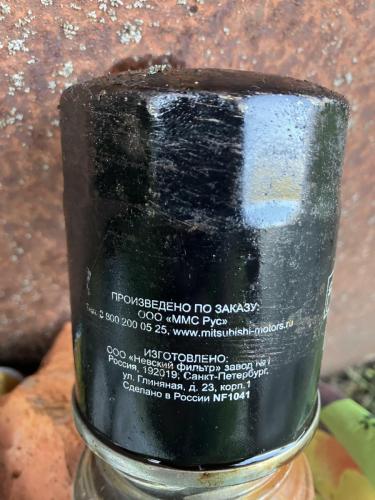 ПРОИЗВЕДЕНО ПО ЗАКАЗУ:
ООО «ММС Рус»
Тел. 8 800 200 05 25, www.mitsubishi-motors.ru
ИЗГОТОВЛЕНО:
ООО «Невский фильтр» завод №1
Россия, 192019, Санкт-Петербург,
ул. Глиняная, д. 23, корп.1
Сделано в России NF1041